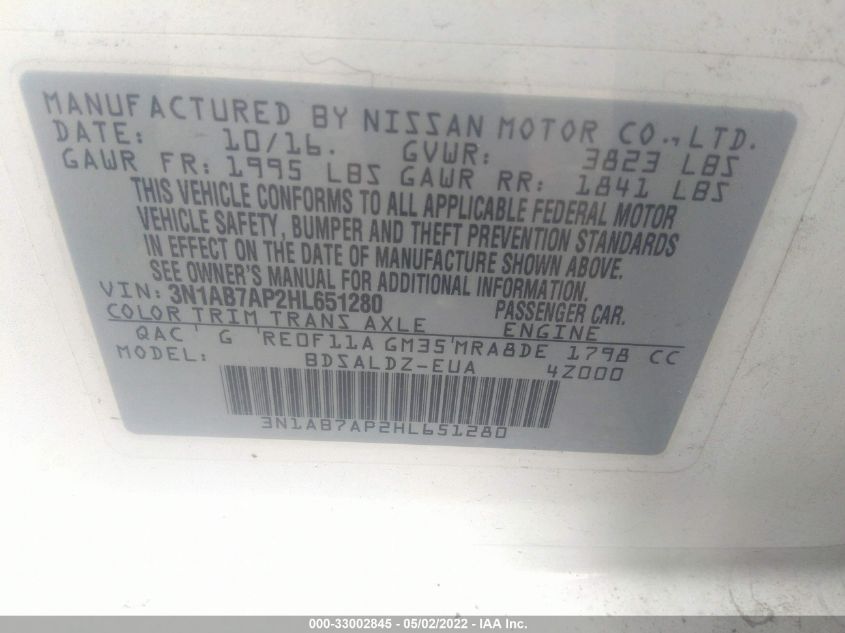 MANUFACTURED BY NISSAN MOTOR CO.,LTD.
DATE: 10/16. GVWR: 3823 LBS
GAWR FR: 1995 LBS GAWR RR: 1841 LBS
THIS VEHICLE CONFORMS TO ALL APPLICABLE FEDERAL MOTOR
VEHICLE SAFETY, BUMPER AND THEFT PREVENTION STANDARDS
IN EFFECT ON THE DATE OF MANUFACTURE SHOWN ABOVE.
SEE OWNER'S MANUAL FOR ADDITIONAL INFORMATION.
VIN: 3N1AB7AP2HL651280 PASSENGER CAR.
COLOR TRIM TRANS AXLE ENGINE
QAC' G 'RE0F11A GM35'MRA8DE 1798 CC
MODEL: BDSALDZ-EUA 4Z000
3N1AB7AP2HL651280
000-33002845 - 05/02/2022 - IAA Inc.